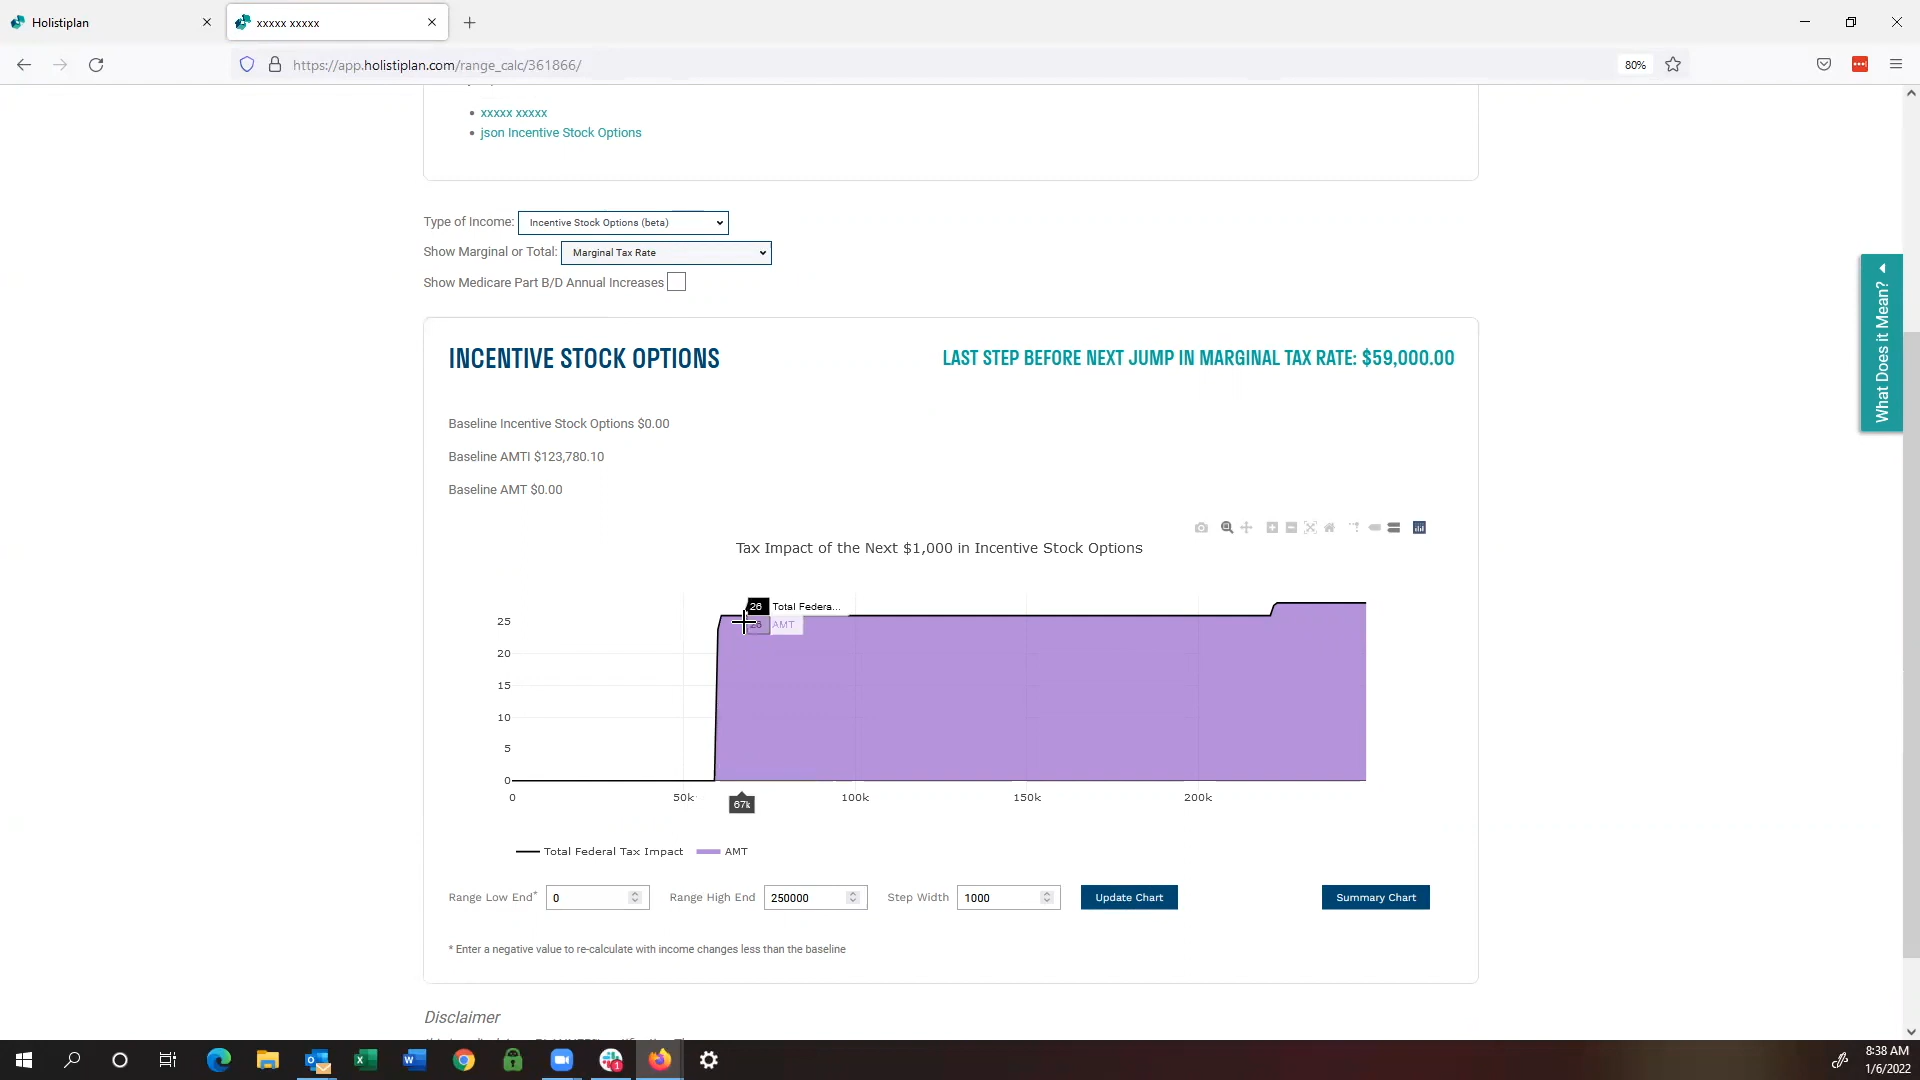 Holistiplan
xxxxx xxxxx
https://app.holistiplan.com/range_calc/361866/
80%
xxxxx xxxxx
json Incentive Stock Options
Type of Income: Incentive Stock Options (beta)
Show Marginal or Total: Marginal Tax Rate
Show Medicare Part B/D Annual Increases
What Does it Mean?
INCENTIVE STOCK OPTIONS
LAST STEP BEFORE NEXT JUMP IN MARGINAL TAX RATE: $59,000.00
Baseline Incentive Stock Options $0.00
Baseline AMTI $123,780.10
Baseline AMT $0.00
Tax Impact of the Next $1,000 in Incentive Stock Options
26 Total Federa...
26 AMT
25
20
15
10
5
0
0 50k 100k 150k 200k
67k
Total Federal Tax Impact AMT
Range Low End* 0 Range High End 250000 Step Width 1000 Update Chart Summary Chart
* Enter a negative value to re-calculate with income changes less than the baseline
Disclaimer
8:38 AM
1/6/2022